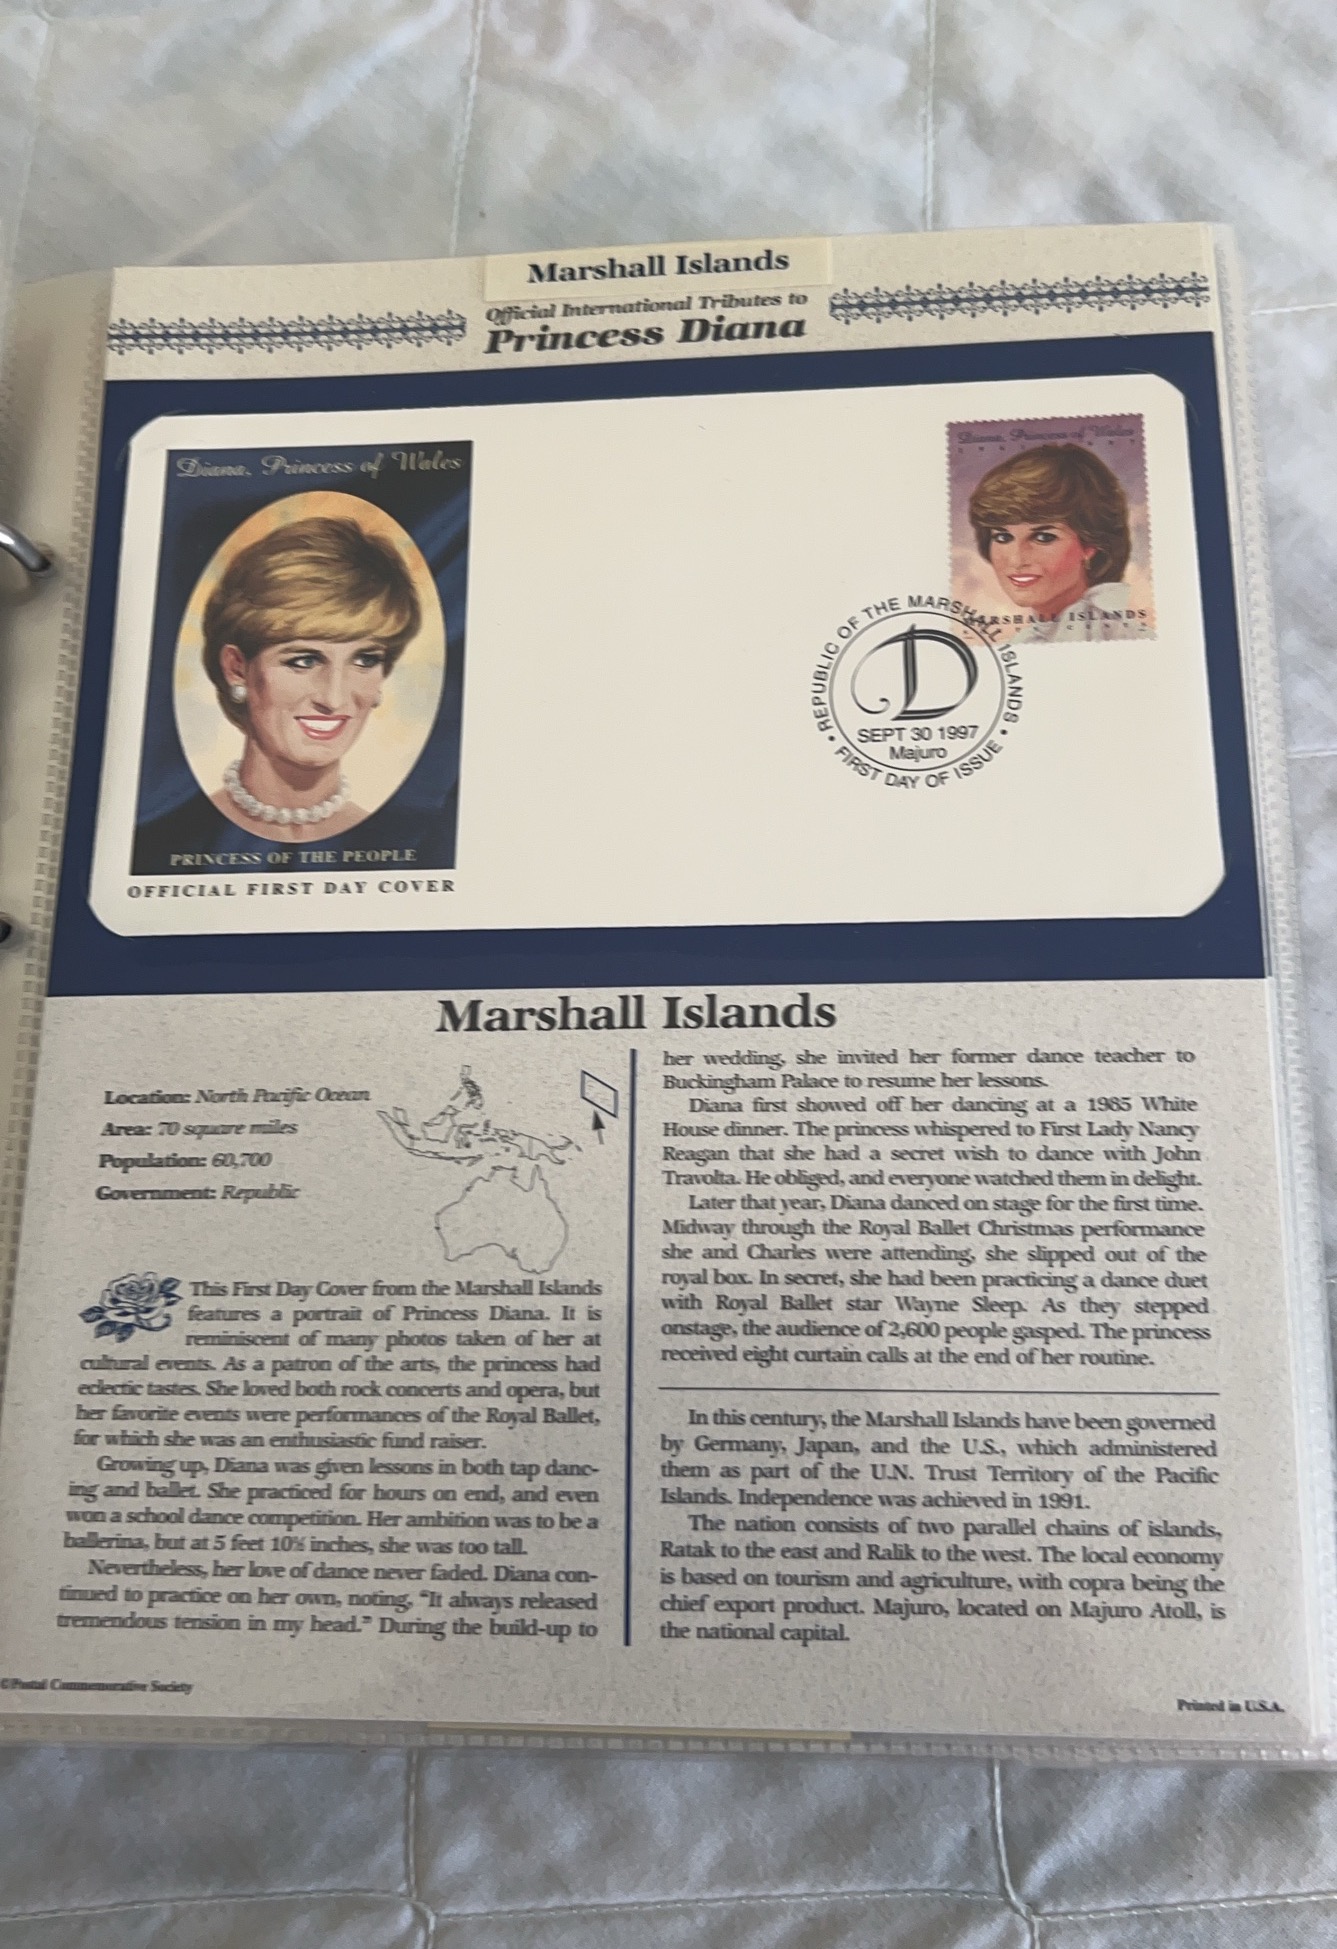 Marshall Islands
Official International Tributes to
Princess Diana
Diana, Princess of Wales
PRINCESS OF THE PEOPLE
OFFICIAL FIRST DAY COVER
Diana, Princess of Wales
MARSHALL ISLANDS
REPUBLIC OF THE MARSHALL ISLANDS
D
SEPT 30 1997
Majuro
FIRST DAY OF ISSUE
Marshall Islands
Location: North Pacific Ocean
Area: 70 square miles
Population: 60,700
Government: Republic
This First Day Cover from the Marshall Islands
features a portrait of Princess Diana. It is
reminiscent of many photos taken of her at
cultural events. As a patron of the arts, the princess had
eclectic tastes. She loved both rock concerts and opera, but
her favorite events were performances of the Royal Ballet,
for which she was an enthusiastic fund raiser.
Growing up, Diana was given lessons in both tap danc-
ing and ballet. She practiced for hours on end, and even
won a school dance competition. Her ambition was to be a
ballerina, but at 5 feet 10½ inches, she was too tall.
Nevertheless, her love of dance never faded. Diana con-
tinued to practice on her own, noting, "It always released
tremendous tension in my head." During the build-up to
her wedding, she invited her former dance teacher to
Buckingham Palace to resume her lessons.
Diana first showed off her dancing at a 1985 White
House dinner. The princess whispered to First Lady Nancy
Reagan that she had a secret wish to dance with John
Travolta. He obliged, and everyone watched them in delight.
Later that year, Diana danced on stage for the first time.
Midway through the Royal Ballet Christmas performance
she and Charles were attending, she slipped out of the
royal box. In secret, she had been practicing a dance duet
with Royal Ballet star Wayne Sleep. As they stepped
onstage, the audience of 2,600 people gasped. The princess
received eight curtain calls at the end of her routine.
In this century, the Marshall Islands have been governed
by Germany, Japan, and the U.S., which administered
them as part of the U.N. Trust Territory of the Pacific
Islands. Independence was achieved in 1991.
The nation consists of two parallel chains of islands,
Ratak to the east and Ralik to the west. The local economy
is based on tourism and agriculture, with copra being the
chief export product. Majuro, located on Majuro Atoll, is
the national capital.
©Postal Commemorative Society
Printed in U.S.A.